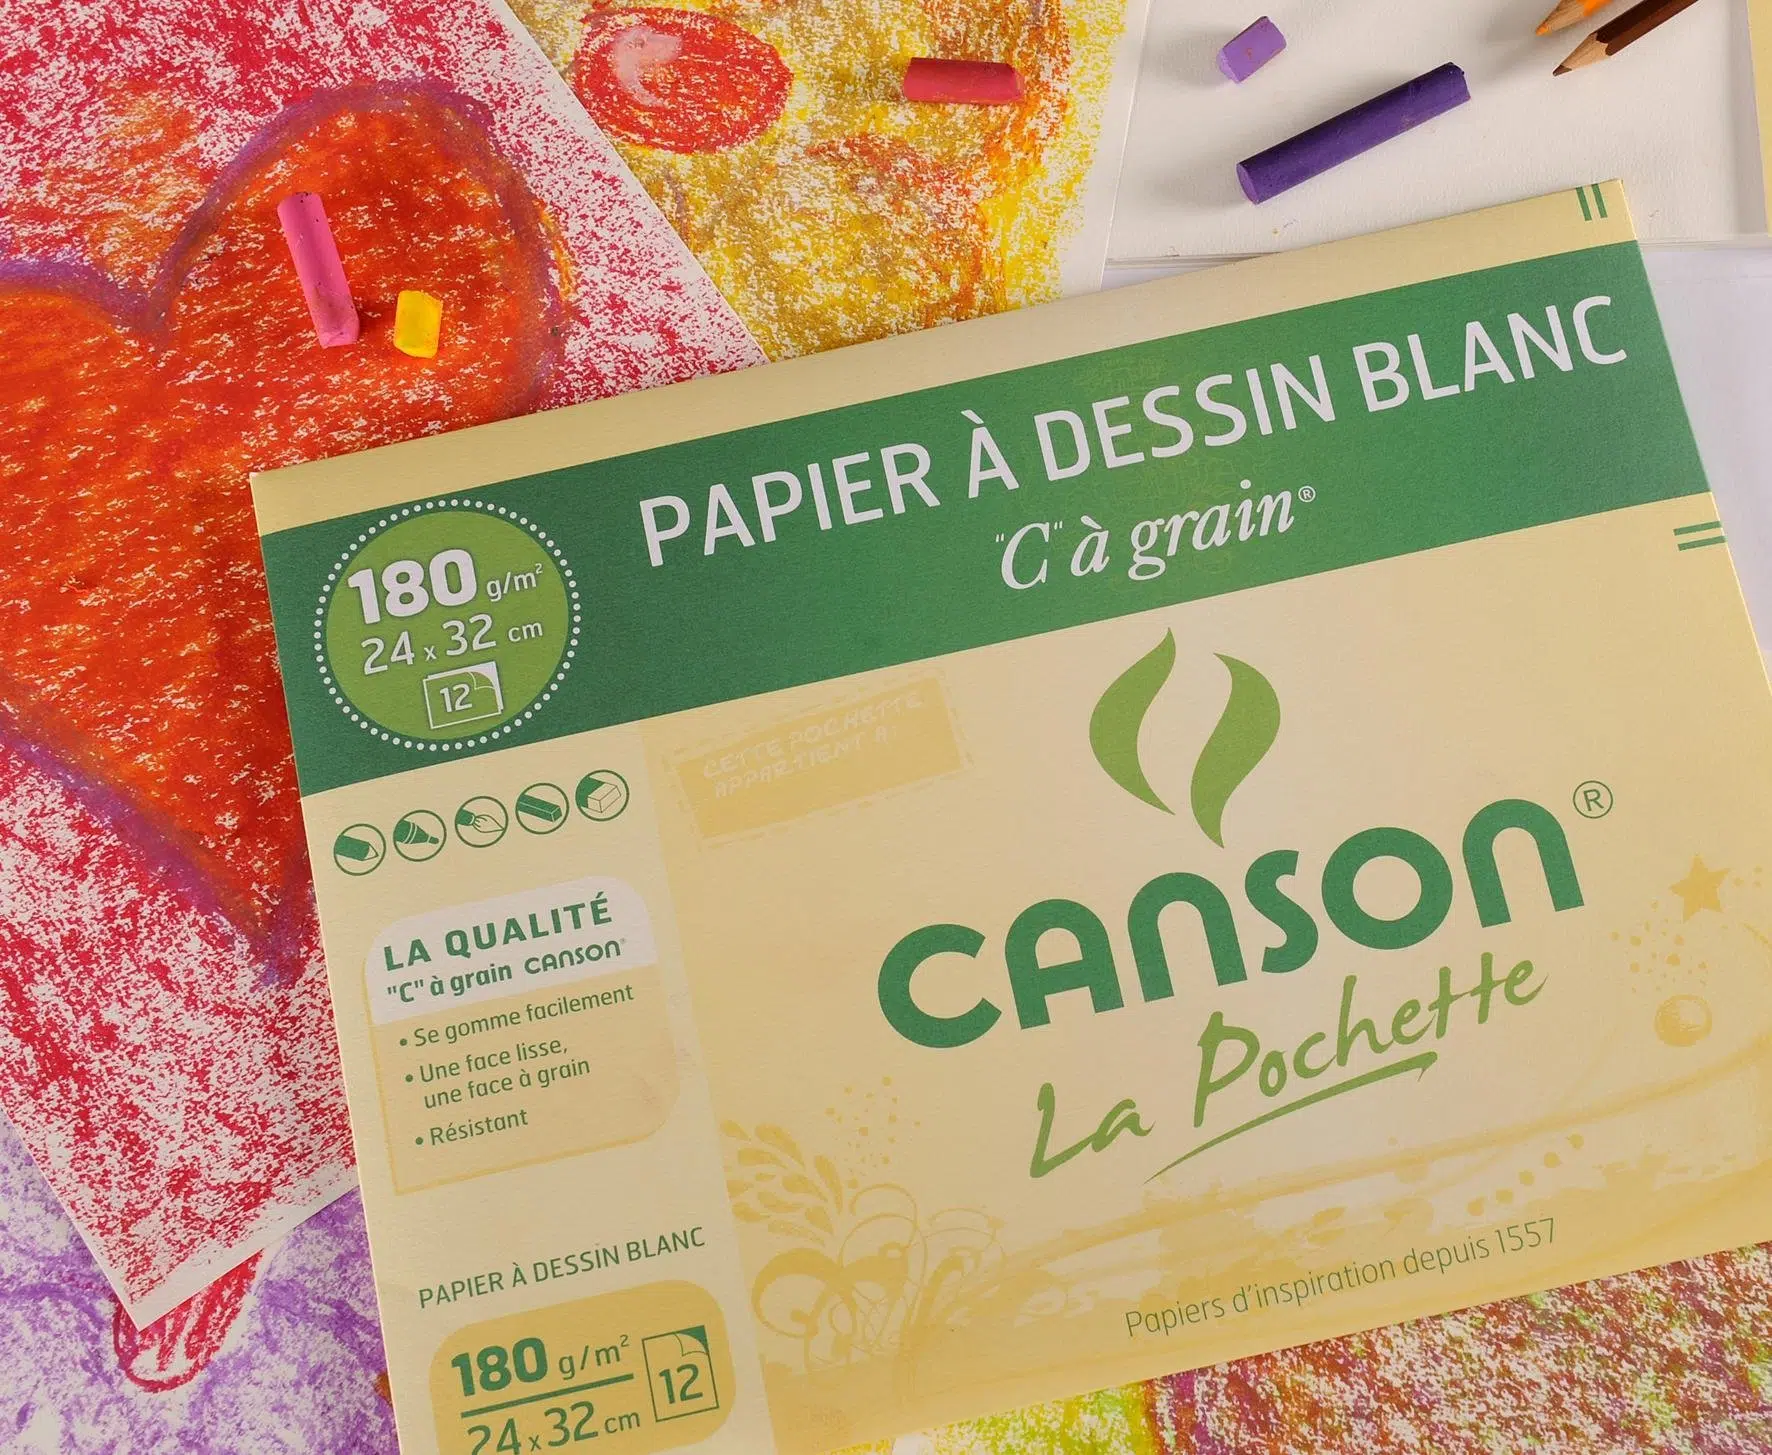 PAPIER À DESSIN BLANC
"C" à grain®
180 g/m²
24 x 32 cm
12
CETTE POCHETTE
APPARTIENT À :
CANSON®
La Pochette
LA QUALITÉ
"C" à grain CANSON®
• Se gomme facilement
• Une face lisse,
une face à grain
• Résistant
PAPIER À DESSIN BLANC
180 g/m²
12
24 x 32 cm
Papiers d'inspiration depuis 1557